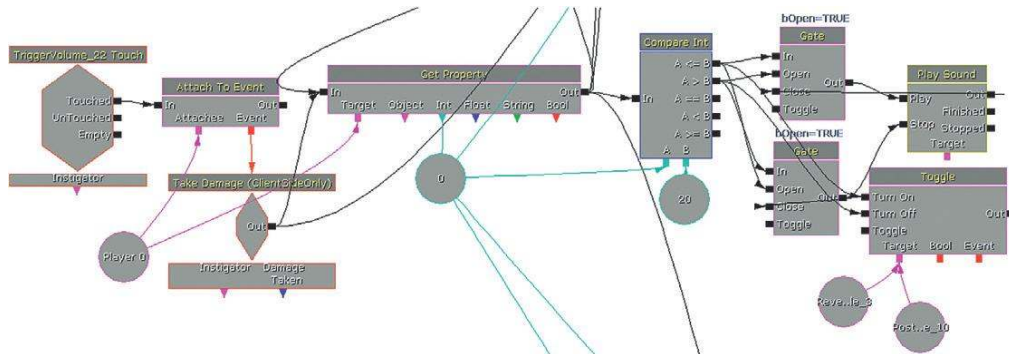 TriggerVolume_22 Touch
Touched
UnTouched
Empty
Instigator
Attach To Event
In
Out
Attachee
Event
Player 0
Take Damage (ClientSideOnly)
Out
Instigator
Damage Taken
Get Property
In
Out
Target
Object
Int
Float
String
Bool
0
Compare Int
In
A <= B
A > B
A == B
A < B
A >= B
A
B
20
bOpen=TRUE
Gate
In
Open
Close
Toggle
Out
bOpen=TRUE
Gate
In
Open
Close
Toggle
Out
Play Sound
Play
Stop
Out
Finished
Stopped
Target
Toggle
Turn On
Turn Off
Toggle
Out
Target
Bool
Event
Reve..le_3
Post..e_10